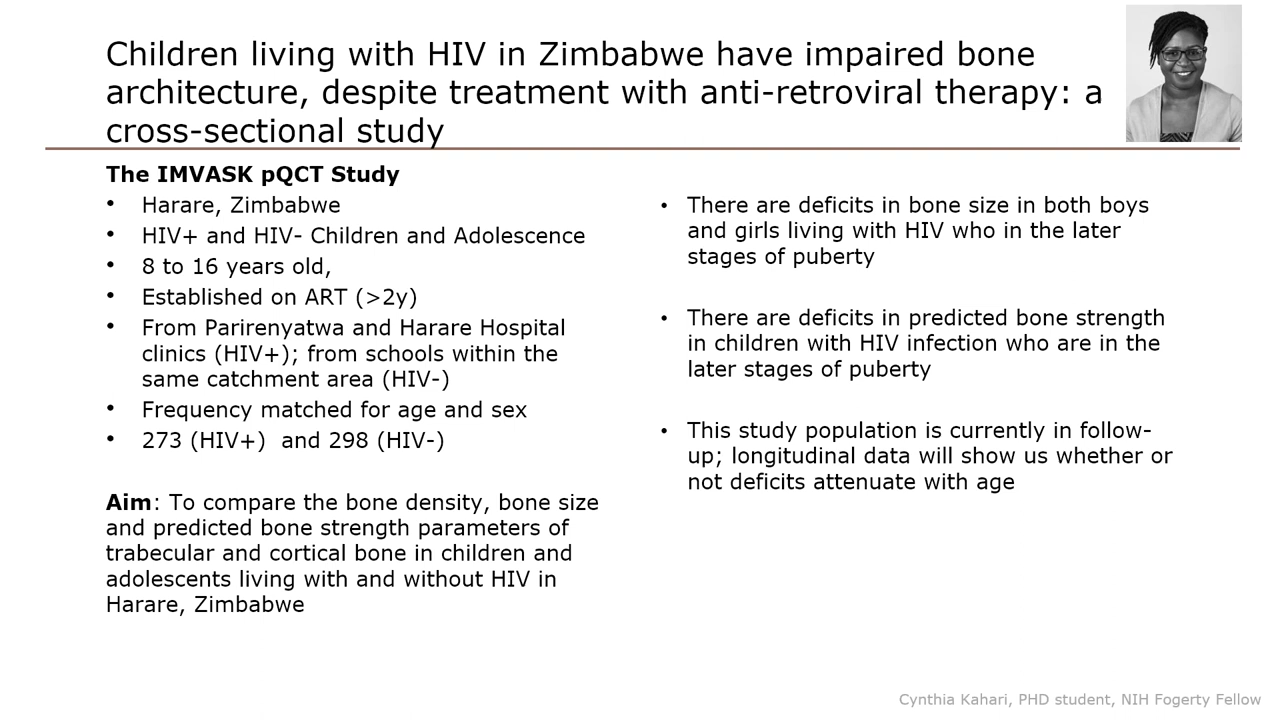 Children living with HIV in Zimbabwe have impaired bone
architecture, despite treatment with anti-retroviral therapy: a
cross-sectional study
The IMVASK pQCT Study
• Harare, Zimbabwe
• HIV+ and HIV- Children and Adolescence
• 8 to 16 years old,
• Established on ART (>2y)
• From Parirenyatwa and Harare Hospital
clinics (HIV+); from schools within the
same catchment area (HIV-)
• Frequency matched for age and sex
• 273 (HIV+)  and 298 (HIV-)
Aim: To compare the bone density, bone size
and predicted bone strength parameters of
trabecular and cortical bone in children and
adolescents living with and without HIV in
Harare, Zimbabwe
• There are deficits in bone size in both boys
and girls living with HIV who in the later
stages of puberty
• There are deficits in predicted bone strength
in children with HIV infection who are in the
later stages of puberty
• This study population is currently in follow-
up; longitudinal data will show us whether or
not deficits attenuate with age
Cynthia Kahari, PHD student, NIH Fogerty Fellow